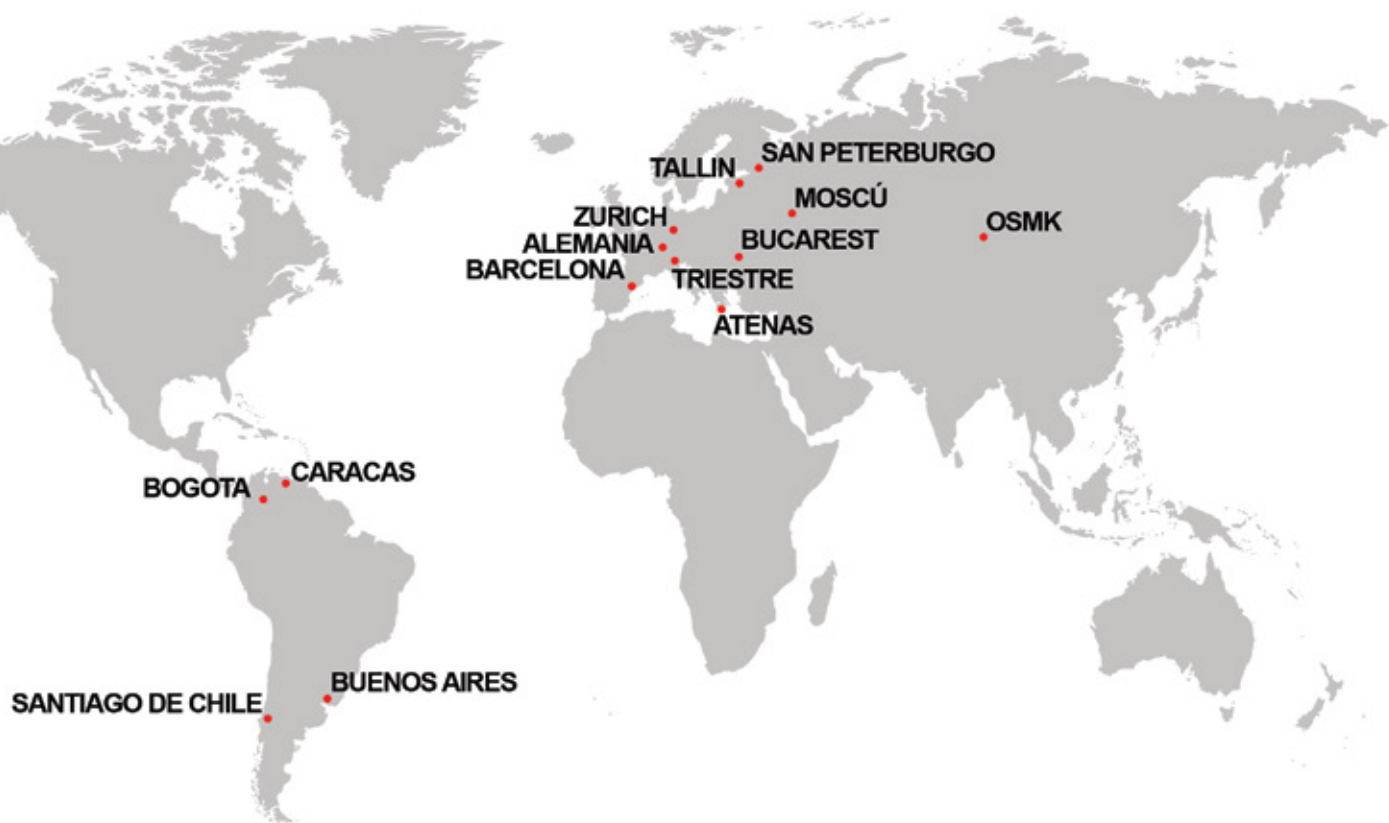 SAN PETERBURGO
TALLIN
MOSCÚ
ZURICH
OSMK
ALEMANIA
BUCAREST
BARCELONA
TRIESTRE
ATENAS
CARACAS
BOGOTA
BUENOS AIRES
SANTIAGO DE CHILE